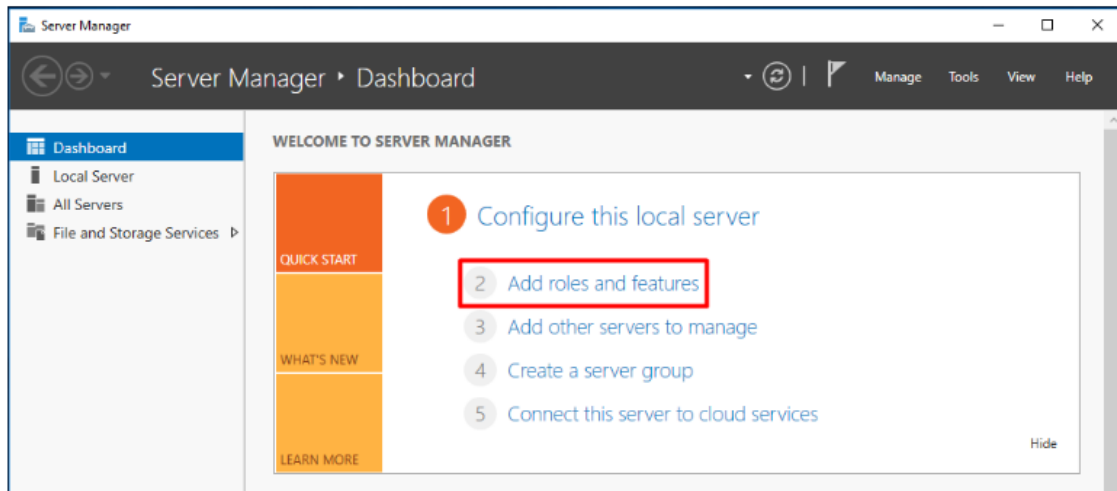 Server Manager
Server Manager ‣ Dashboard
Manage Tools View Help
Dashboard
Local Server
All Servers
File and Storage Services
WELCOME TO SERVER MANAGER
QUICK START
WHAT'S NEW
LEARN MORE
1 Configure this local server
2 Add roles and features
3 Add other servers to manage
4 Create a server group
5 Connect this server to cloud services
Hide